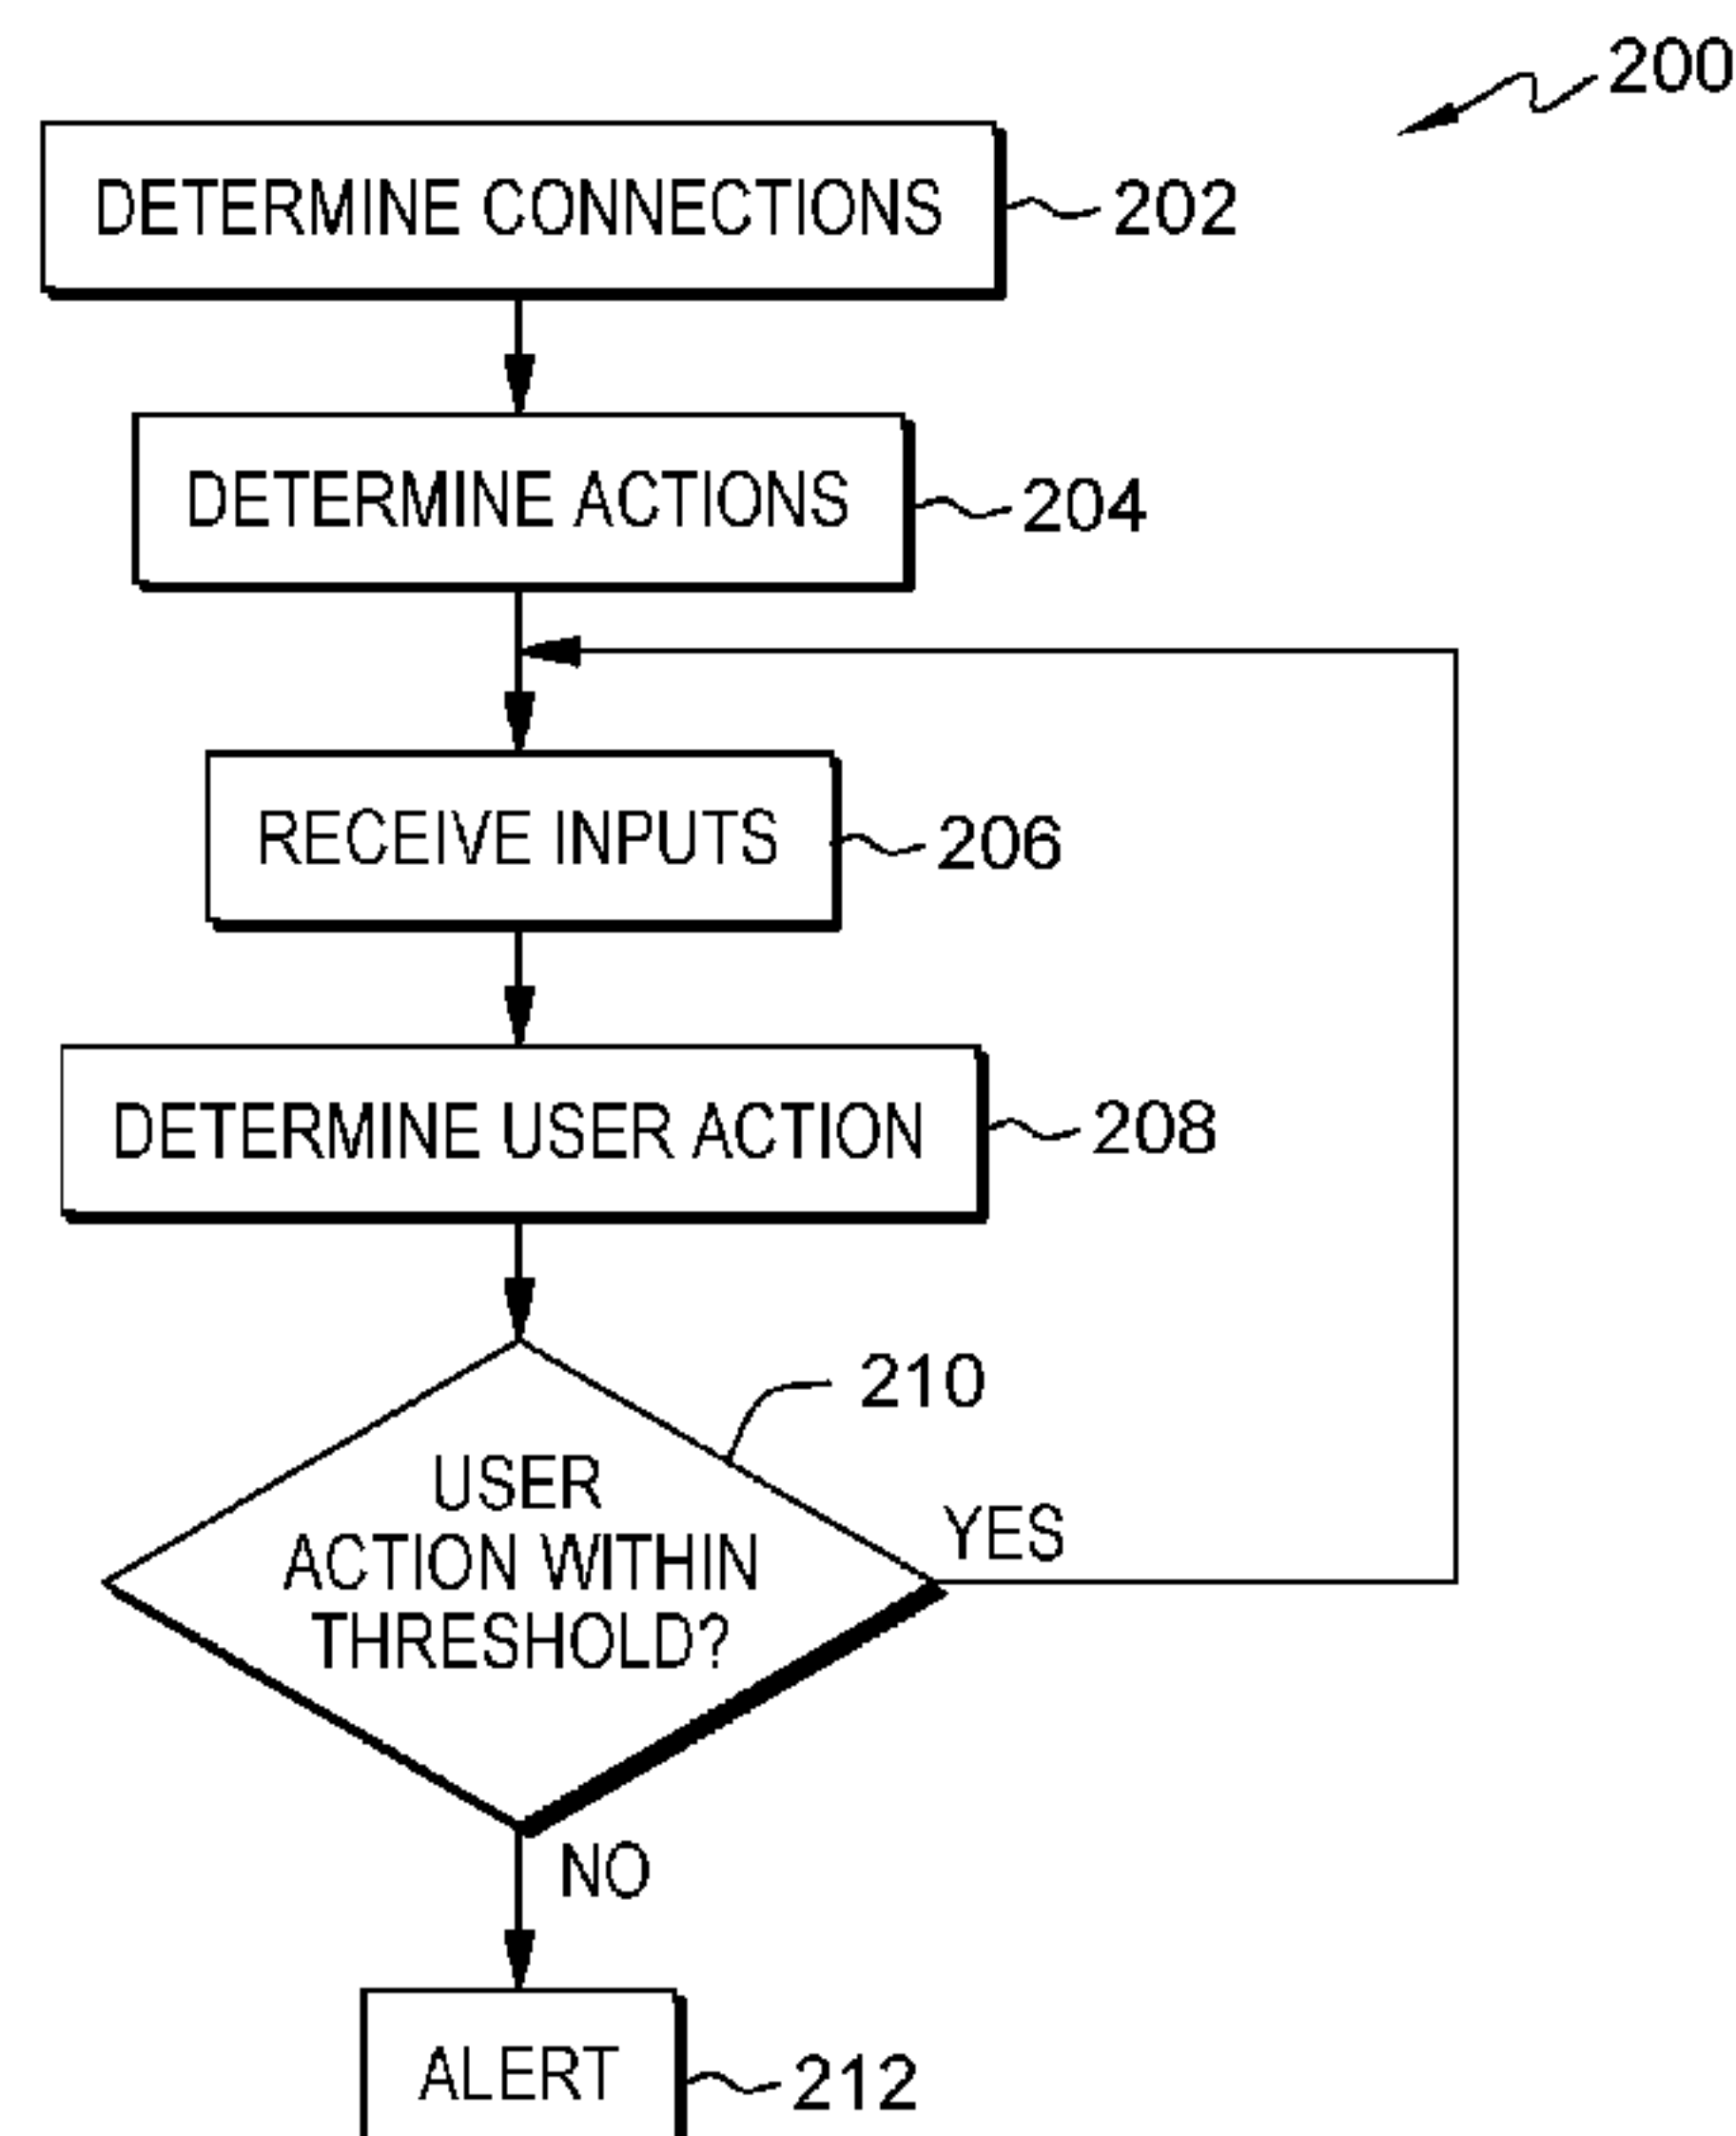 200
DETERMINE CONNECTIONS 202
DETERMINE ACTIONS 204
RECEIVE INPUTS 206
DETERMINE USER ACTION 208
210
USER
ACTION WITHIN
THRESHOLD?
YES
NO
ALERT 212